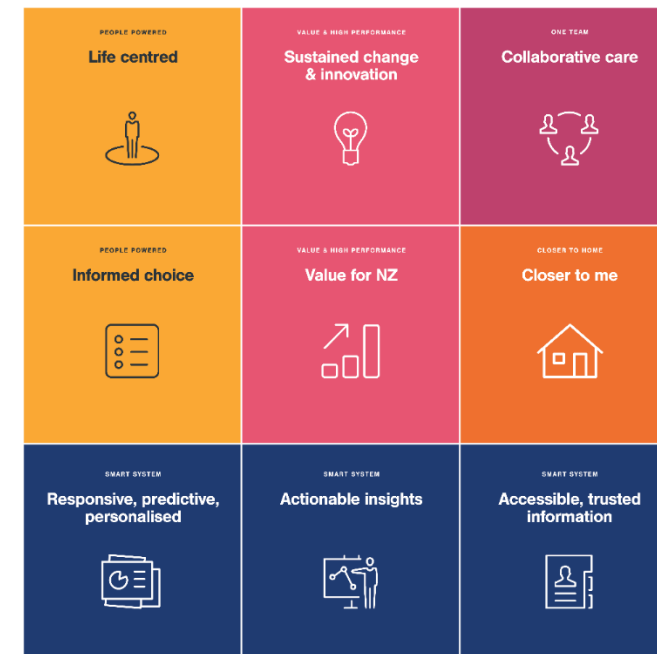 PEOPLE POWERED
Life centred
VALUE & HIGH PERFORMANCE
Sustained change
& innovation
ONE TEAM
Collaborative care
PEOPLE POWERED
Informed choice
VALUE & HIGH PERFORMANCE
Value for NZ
CLOSER TO HOME
Closer to me
SMART SYSTEM
Responsive, predictive,
personalised
SMART SYSTEM
Actionable insights
SMART SYSTEM
Accessible, trusted
information